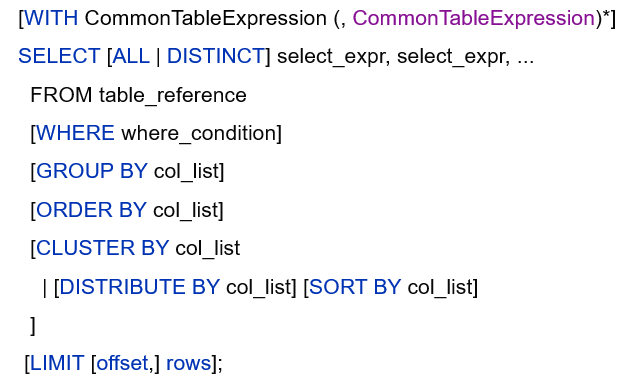 [WITH CommonTableExpression (, CommonTableExpression)*]
SELECT [ALL | DISTINCT] select_expr, select_expr, ...
FROM table_reference
[WHERE where_condition]
[GROUP BY col_list]
[ORDER BY col_list]
[CLUSTER BY col_list
| [DISTRIBUTE BY col_list] [SORT BY col_list]
]
[LIMIT [offset,] rows];